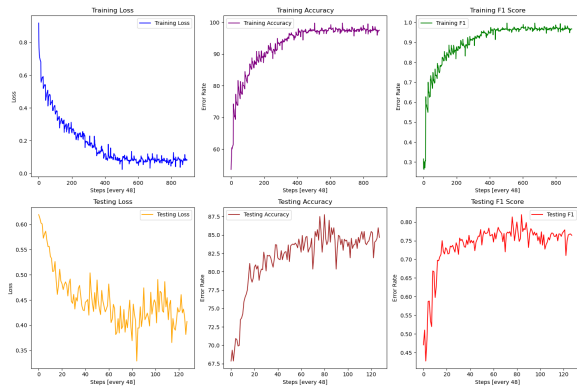 Training Loss
Training Accuracy
Training F1 Score
Training Loss
Training Accuracy
Training F1
Loss
Error Rate
Error Rate
0.8
0.6
0.4
0.2
0.0
90
80
70
60
1.0
0.9
0.8
0.7
0.6
0.5
0.4
0.3
0 200 400 600 800
0 200 400 600 800
0 200 400 600 800
Steps [every 48]
Steps [every 48]
Steps [every 48]
Testing Loss
Testing Accuracy
Testing F1 Score
Testing Loss
Testing Accuracy
Testing F1
Loss
Error Rate
Error Rate
0.60
0.55
0.50
0.45
0.40
0.35
87.5
85.0
82.5
80.0
77.5
75.0
72.5
70.0
67.5
0.80
0.75
0.70
0.65
0.60
0.55
0.50
0.45
0 20 40 60 80 100 120
0 20 40 60 80 100 120
0 20 40 60 80 100 120
Steps [every 48]
Steps [every 48]
Steps [every 48]